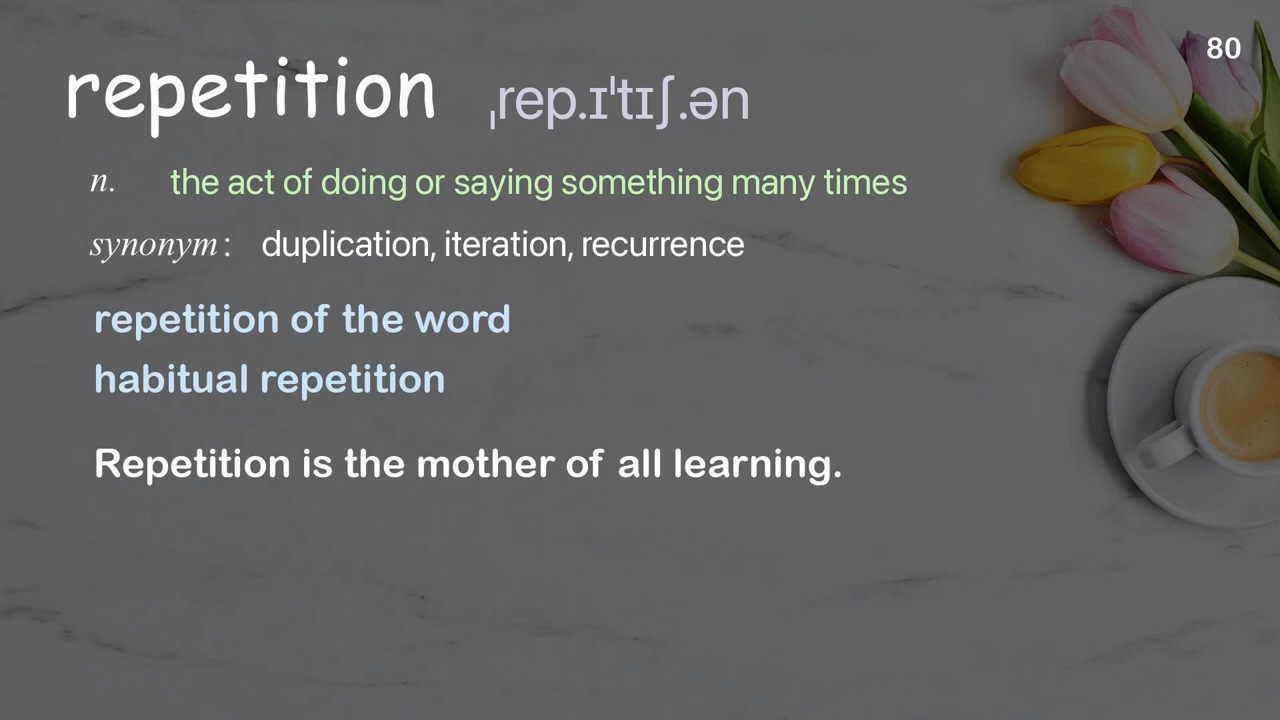 80
repetition ˌrep.ɪˈtɪʃ.ən
n. the act of doing or saying something many times
synonym: duplication, iteration, recurrence
repetition of the word
habitual repetition
Repetition is the mother of all learning.